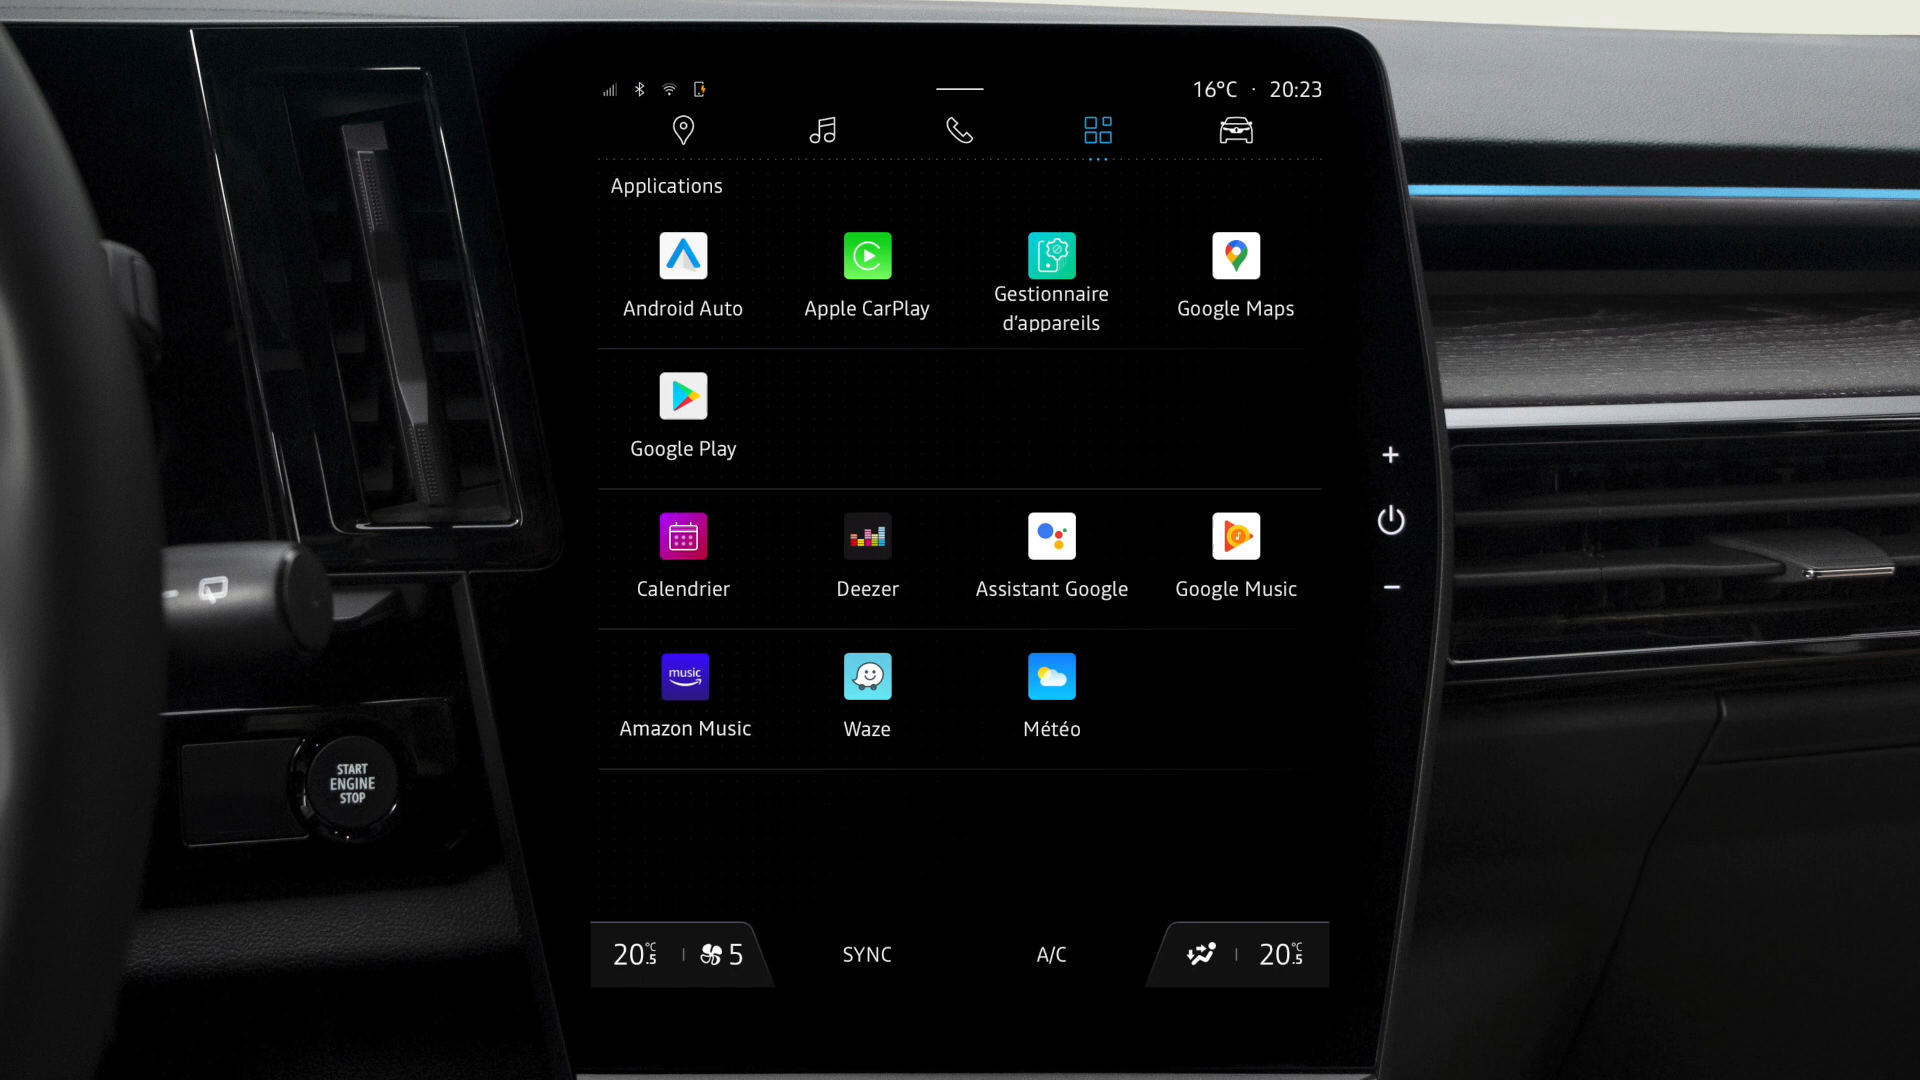 16°C · 20:23
Applications
Android Auto
Apple CarPlay
Gestionnaire
d'appareils
Google Maps
Google Play
Calendrier
Deezer
Assistant Google
Google Music
music
Amazon Music
Waze
Météo
START
ENGINE
STOP
20.5 °C
5
SYNC
A/C
20.5 °C